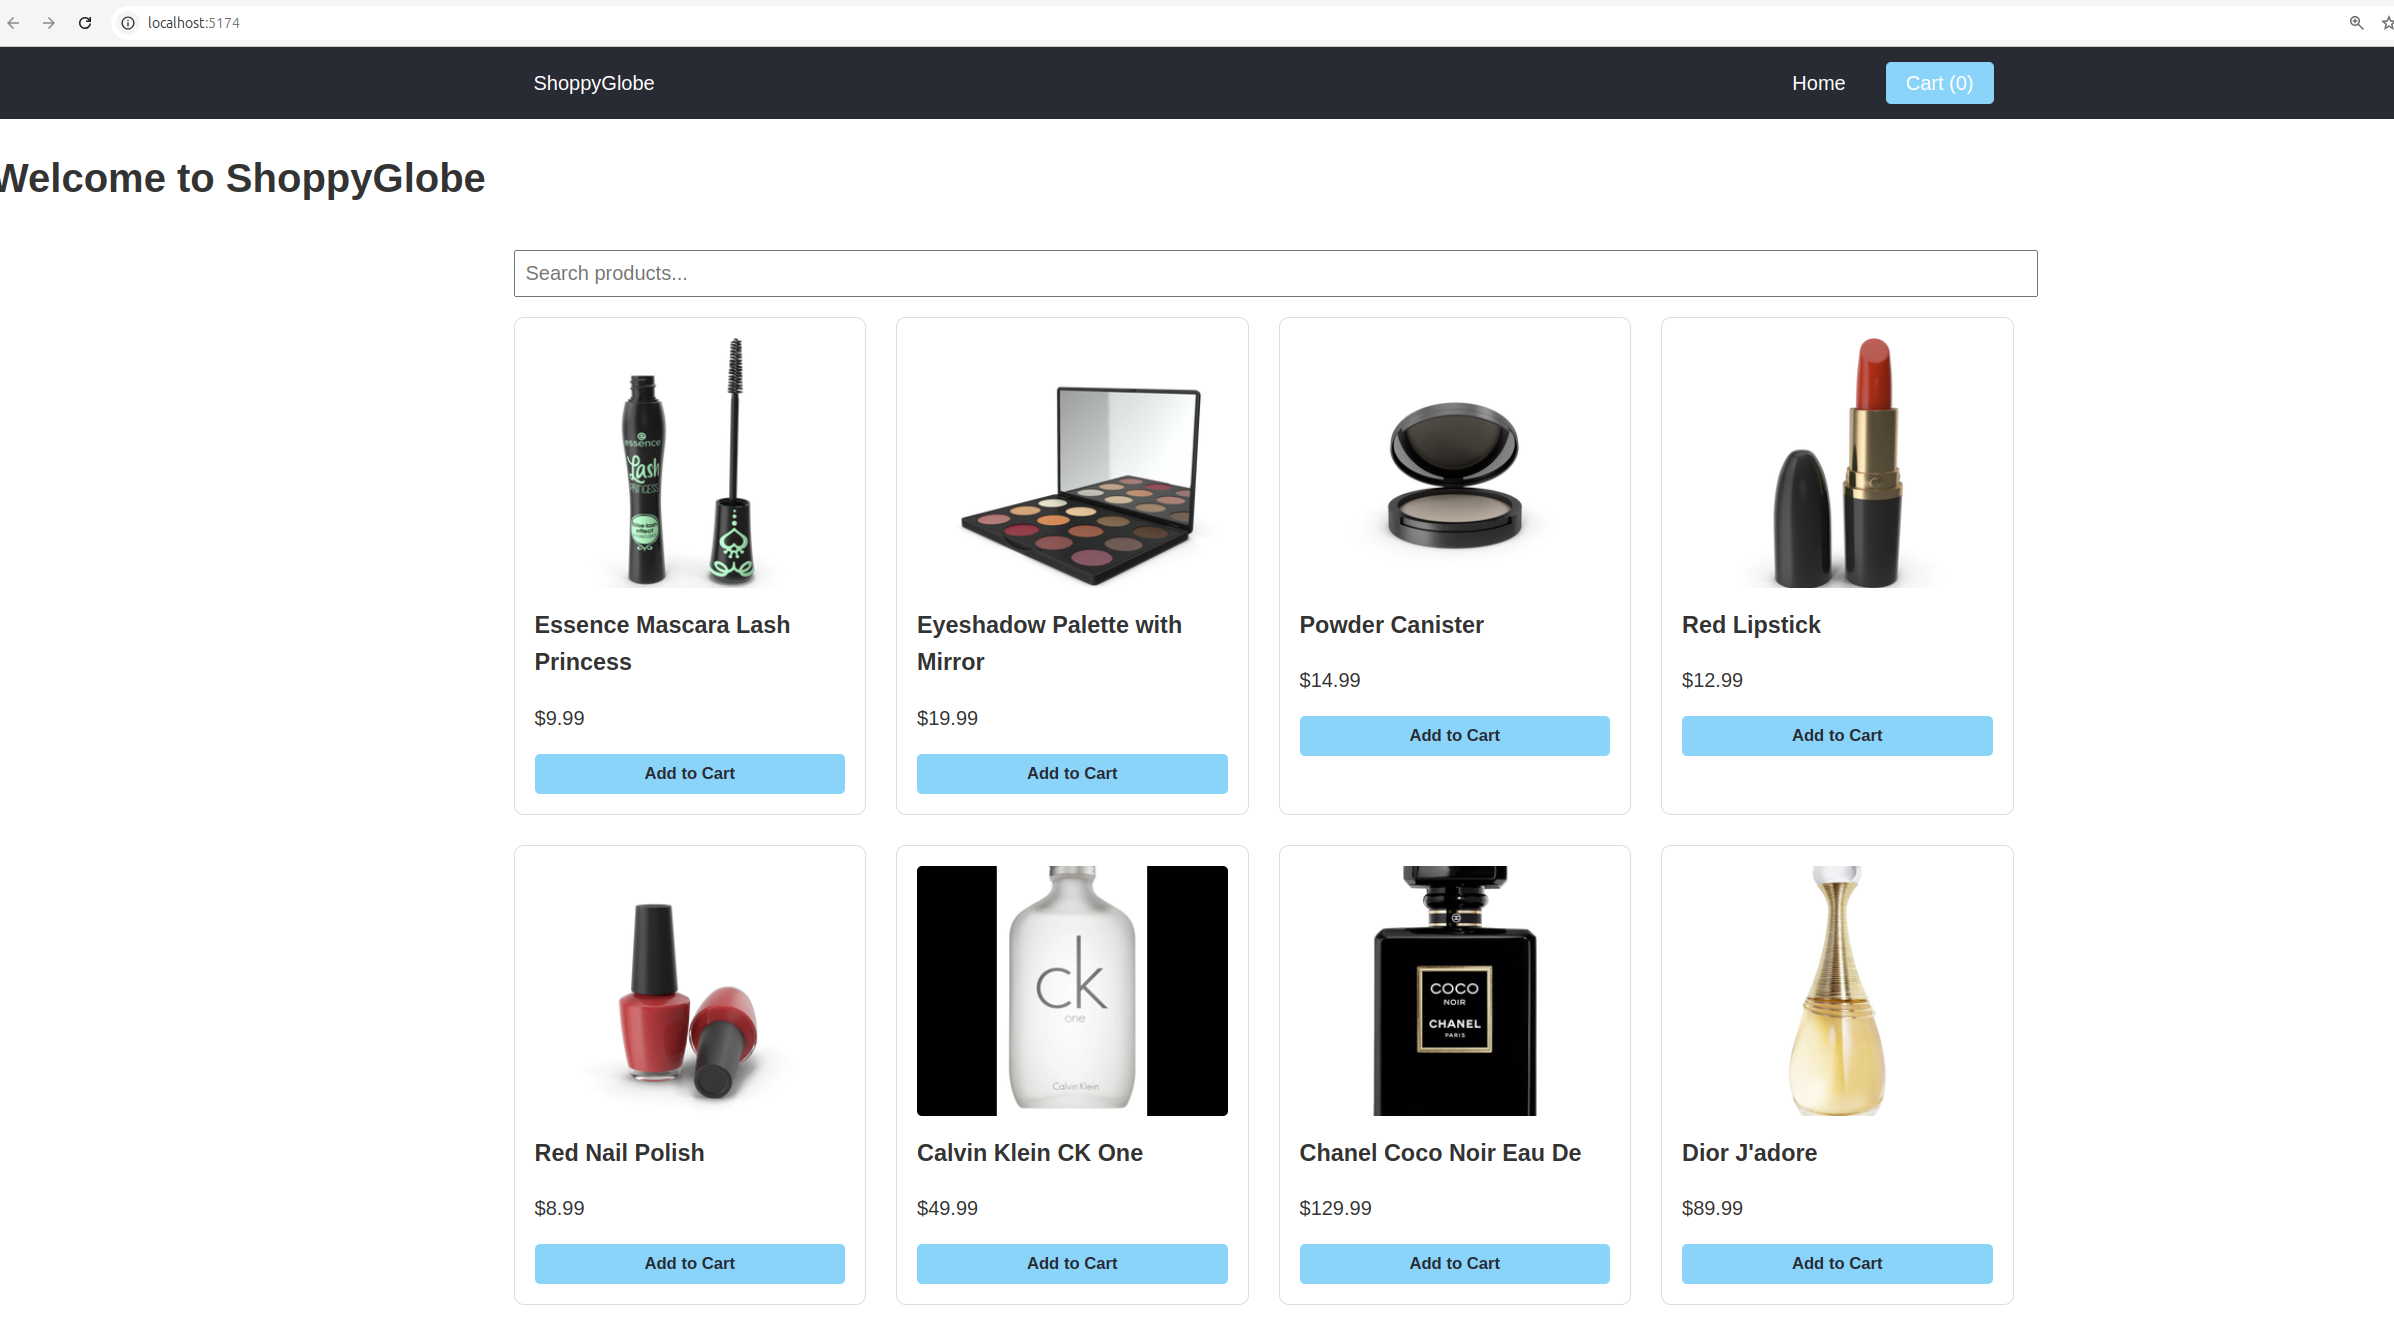 localhost:5174
ShoppyGlobe
Home
Cart (0)
Welcome to ShoppyGlobe
Search products...
essence
Lash
PRINCESS
false lash
effect
Essence Mascara Lash
Princess
$9.99
Add to Cart
Eyeshadow Palette with
Mirror
$19.99
Add to Cart
Powder Canister
$14.99
Add to Cart
Red Lipstick
$12.99
Add to Cart
Red Nail Polish
$8.99
Add to Cart
ck
one
Calvin Klein
Calvin Klein CK One
$49.99
Add to Cart
COCO
NOIR
CHANEL
PARIS
Chanel Coco Noir Eau De
$129.99
Add to Cart
Dior J'adore
$89.99
Add to Cart